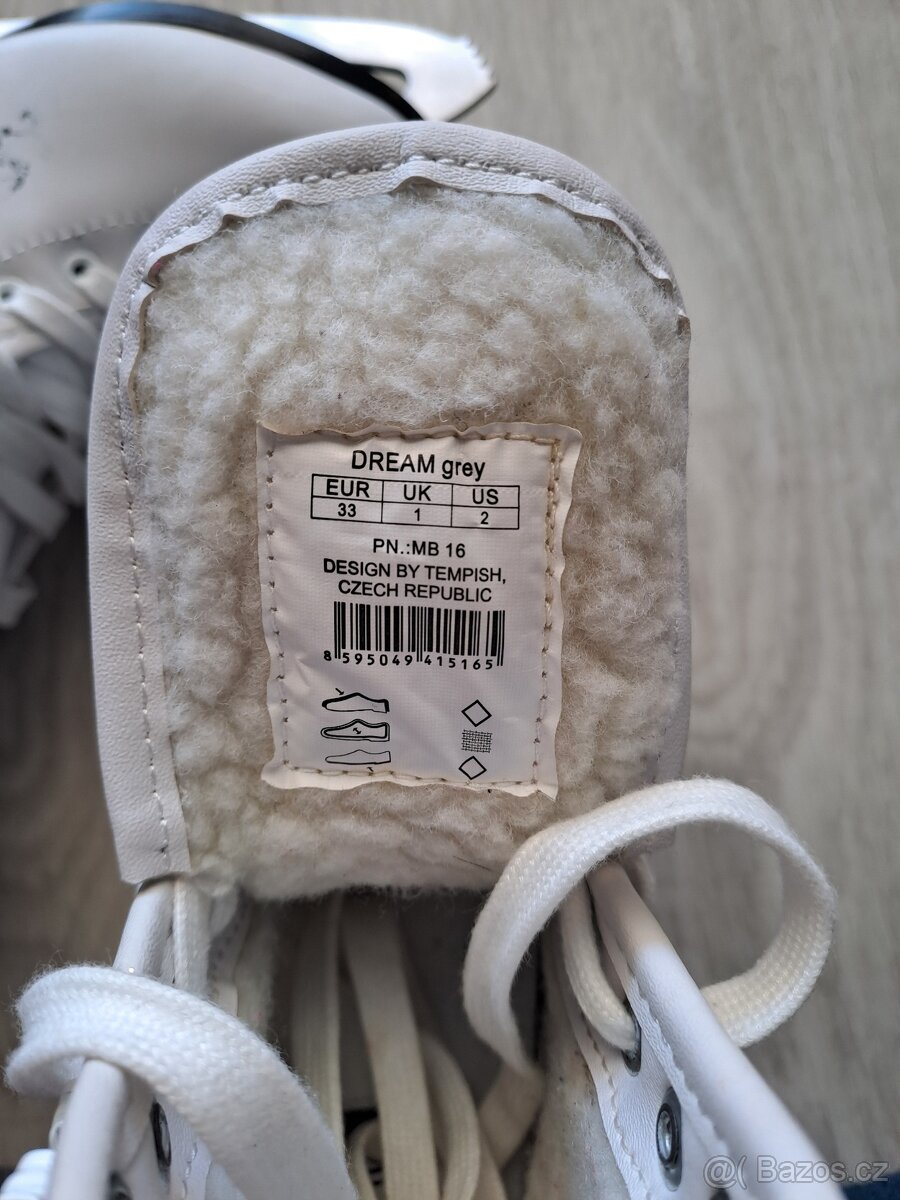 DREAM grey
EUR UK US
33 1 2
PN.:MB 16
DESIGN BY TEMPISH,
CZECH REPUBLIC
8 595049 415165
@( Bazos.cz